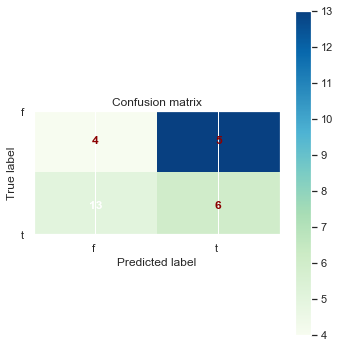 Confusion matrix
f
4
5
t
13
6
f
t
True label
Predicted label
13
12
11
10
9
8
7
6
5
4